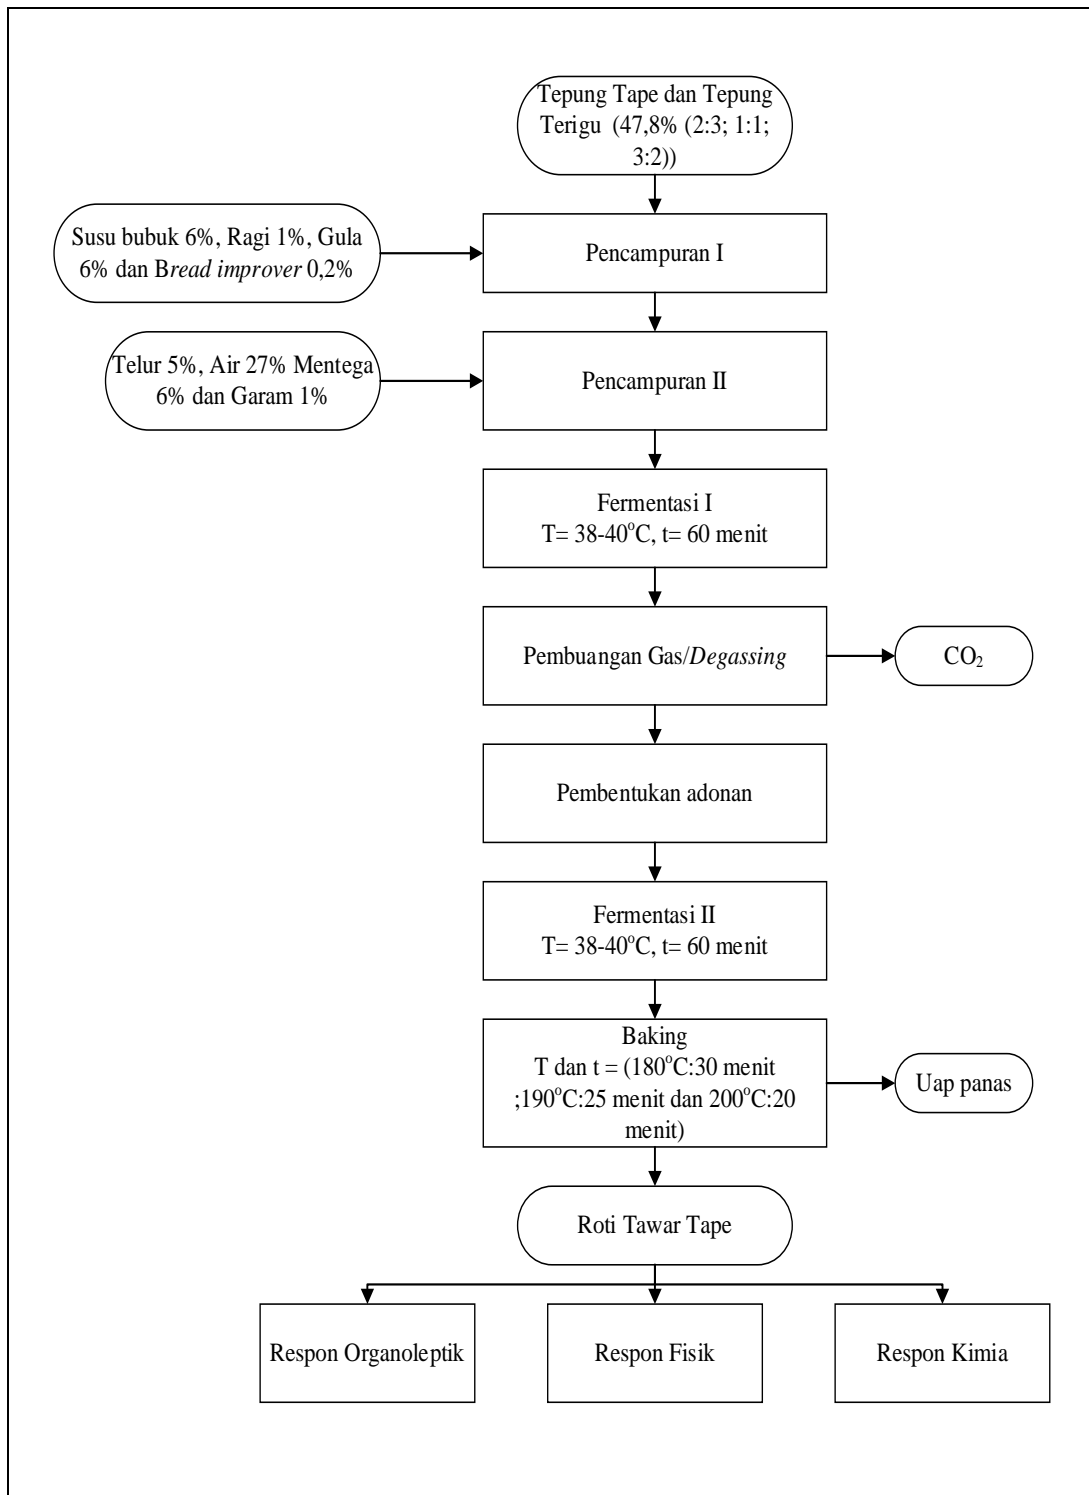 Tepung Tape dan Tepung
Terigu (47,8% (2:3; 1:1;
3:2))
Susu bubuk 6%, Ragi 1%, Gula
6% dan Bread improver 0,2%
Pencampuran I
Telur 5%, Air 27% Mentega
6% dan Garam 1%
Pencampuran II
Fermentasi I
T= 38-40°C, t= 60 menit
Pembuangan Gas/Degassing
CO₂
Pembentukan adonan
Fermentasi II
T= 38-40°C, t= 60 menit
Baking
T dan t = (180°C:30 menit
;190°C:25 menit dan 200°C:20
menit)
Uap panas
Roti Tawar Tape
Respon Organoleptik
Respon Fisik
Respon Kimia